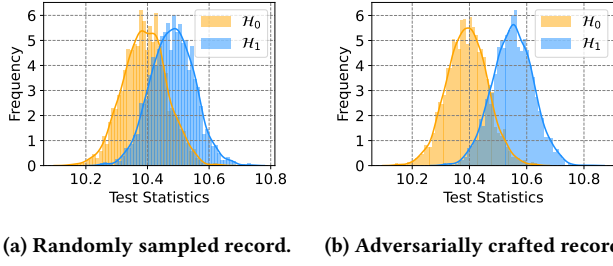 6
5
4
3
2
1
0
Frequency
10.2 10.4 10.6 10.8
Test Statistics
H₀
H₁
(a) Randomly sampled record.
6
5
4
3
2
1
0
Frequency
10.2 10.4 10.6 10.8
Test Statistics
H₀
H₁
(b) Adversarially crafted recor